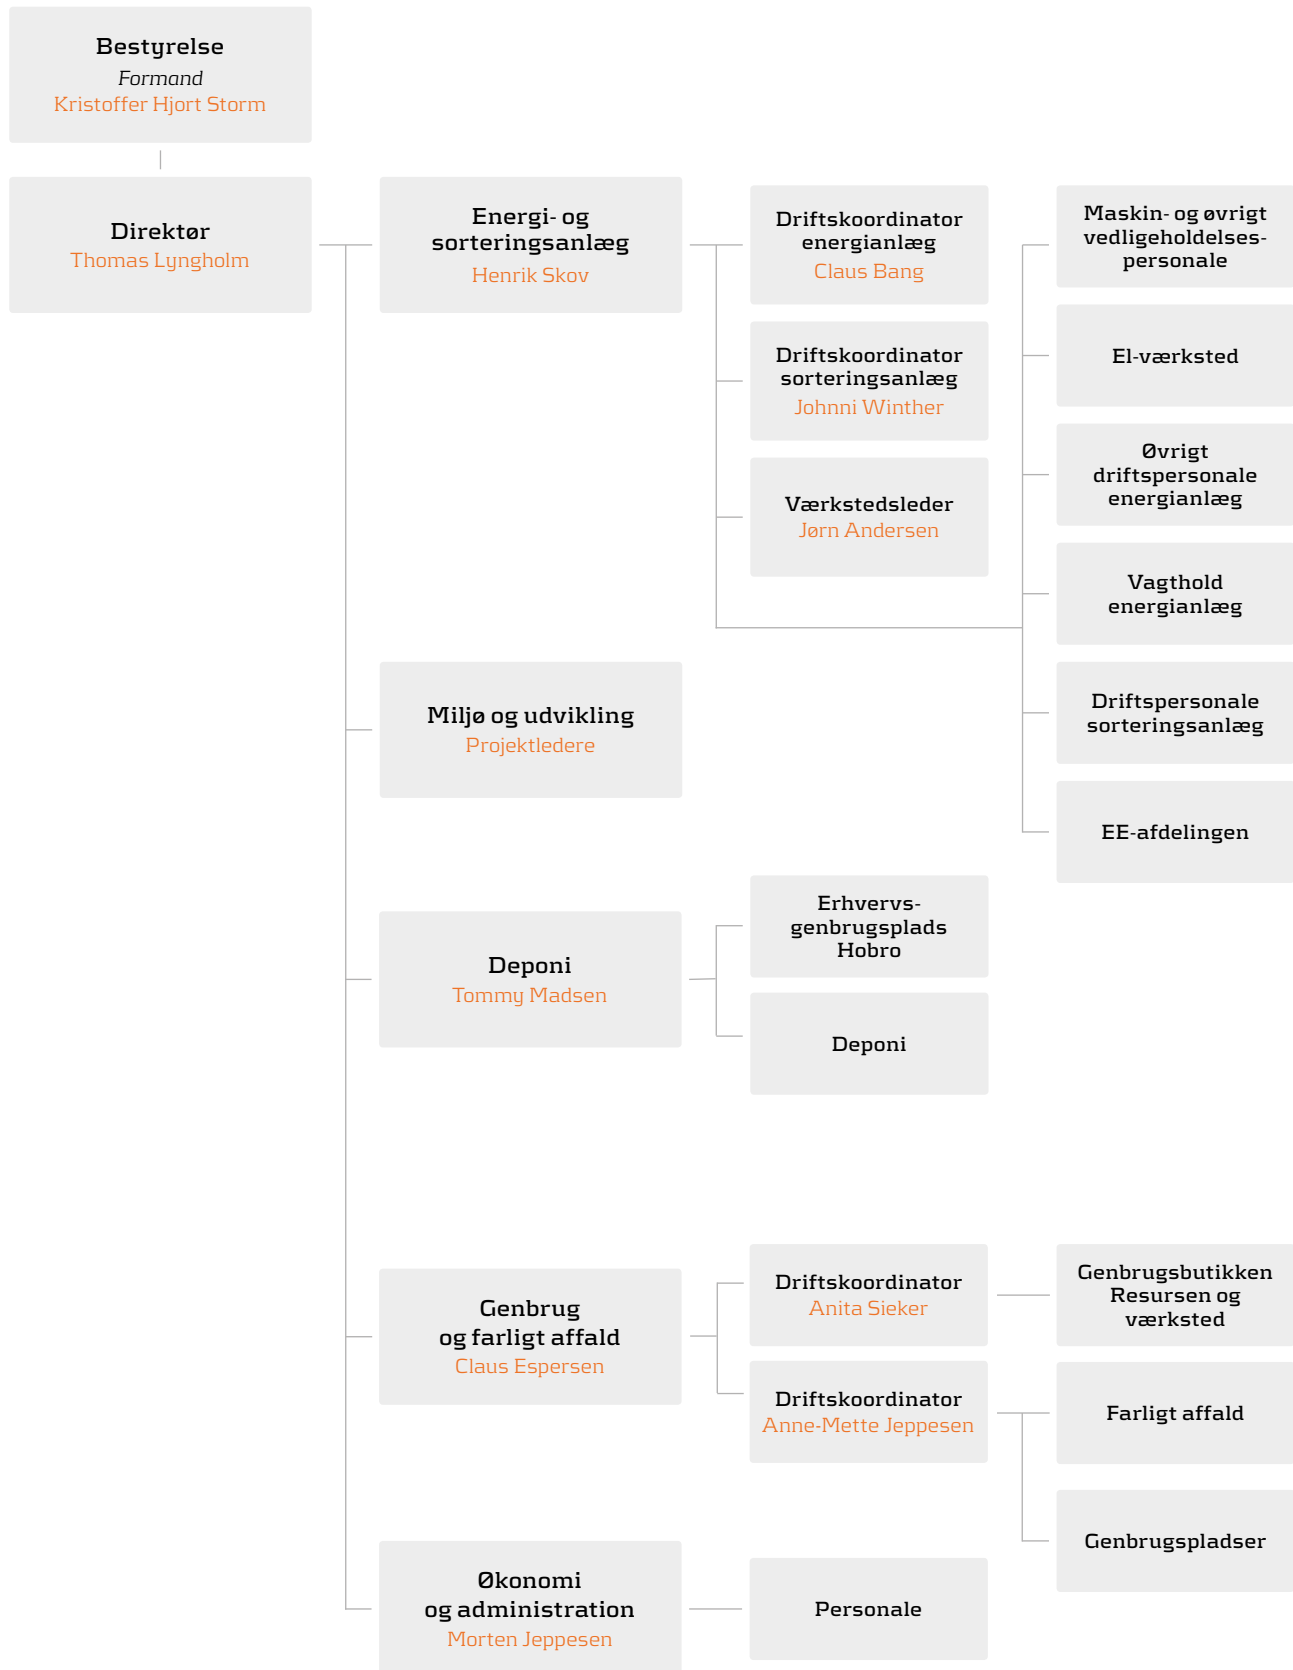 Bestyrelse
Formand
Kristoffer Hjort Storm
Direktør
Thomas Lyngholm
Energi- og
sorteringsanlæg
Henrik Skov
Driftskoordinator
energianlæg
Claus Bang
Driftskoordinator
sorteringsanlæg
Johnni Winther
Værkstedsleder
Jørn Andersen
Maskin- og øvrigt
vedligeholdelses-
personale
El-værksted
Øvrigt
driftspersonale
energianlæg
Vagthold
energianlæg
Driftspersonale
sorteringsanlæg
EE-afdelingen
Miljø og udvikling
Projektledere
Deponi
Tommy Madsen
Erhvervs-
genbrugsplads
Hobro
Deponi
Genbrug
og farligt affald
Claus Espersen
Driftskoordinator
Anita Sieker
Genbrugsbutikken
Resursen og
værksted
Driftskoordinator
Anne-Mette Jeppesen
Farligt affald
Genbrugspladser
Økonomi
og administration
Morten Jeppesen
Personale